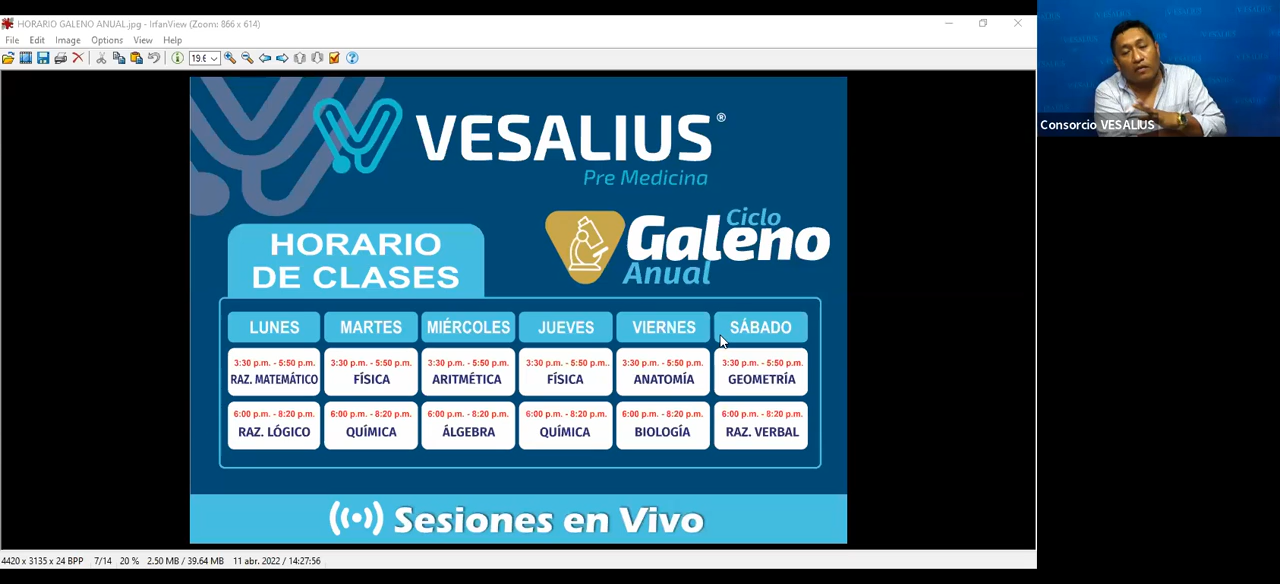 HORARIO GALENO ANUAL.jpg - IrfanView (Zoom: 866 x 614)
File Edit Image Options View Help
19.6
VESALIUS®
Pre Medicina
Ciclo
Galeno
Anual
HORARIO
DE CLASES
LUNES MARTES MIÉRCOLES JUEVES VIERNES SÁBADO
3:30 p.m. - 5:50 p.m. 3:30 p.m. - 5:50 p.m. 3:30 p.m. - 5:50 p.m. 3:30 p.m. - 5:50 p.m.. 3:30 p.m. - 5:50 p.m. 3:30 p.m. - 5:50 p.m.
RAZ. MATEMÁTICO FÍSICA ARITMÉTICA FÍSICA ANATOMÍA GEOMETRÍA
6:00 p.m. - 8:20 p.m. 6:00 p.m. - 8:20 p.m. 6:00 p.m. - 8:20 p.m. 6:00 p.m. - 8:20 p.m. 6:00 p.m. - 8:20 p.m. 6:00 p.m. - 8:20 p.m.
RAZ. LÓGICO QUÍMICA ÁLGEBRA QUÍMICA BIOLOGÍA RAZ. VERBAL
Sesiones en Vivo
4420 x 3135 x 24 BPP 7/14 20 % 2.50 MB / 39.64 MB 11 abr. 2022 / 14:27:56
VESALIUS
Consorcio VESALIUS